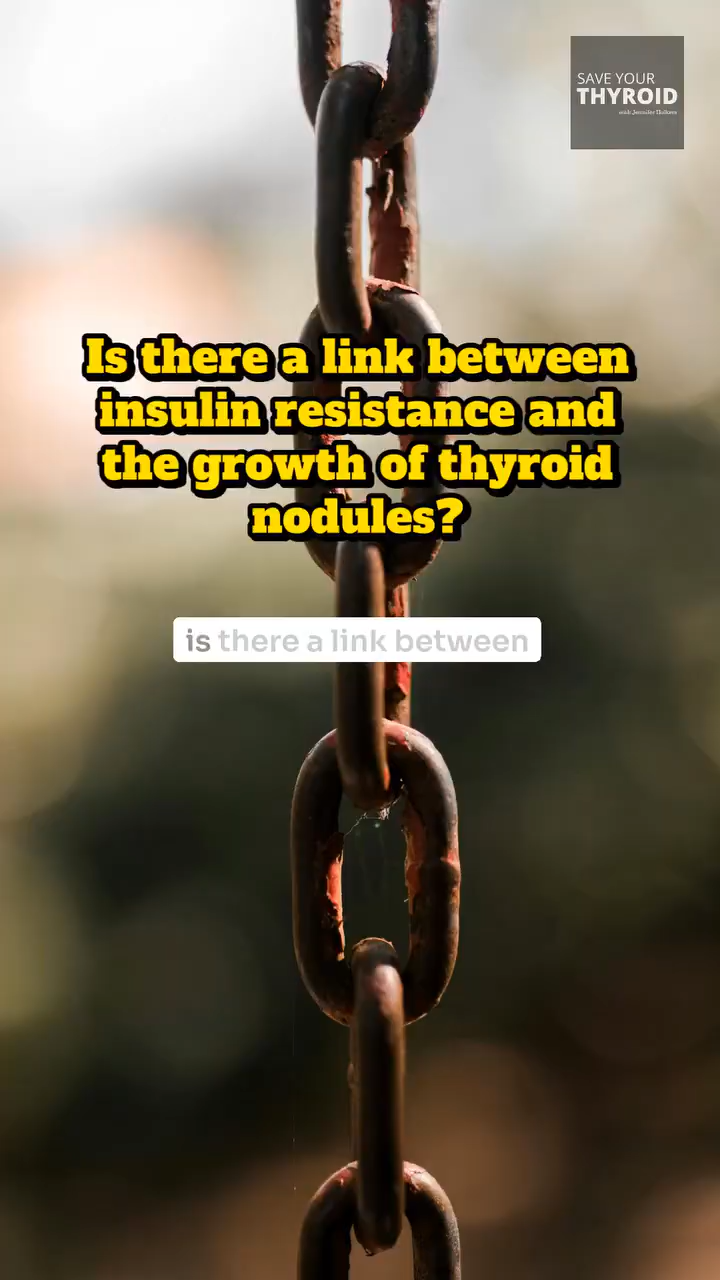 SAVE YOUR
THYROID
Is there a link between
insulin resistance and
the growth of thyroid
nodules?
is there a link between